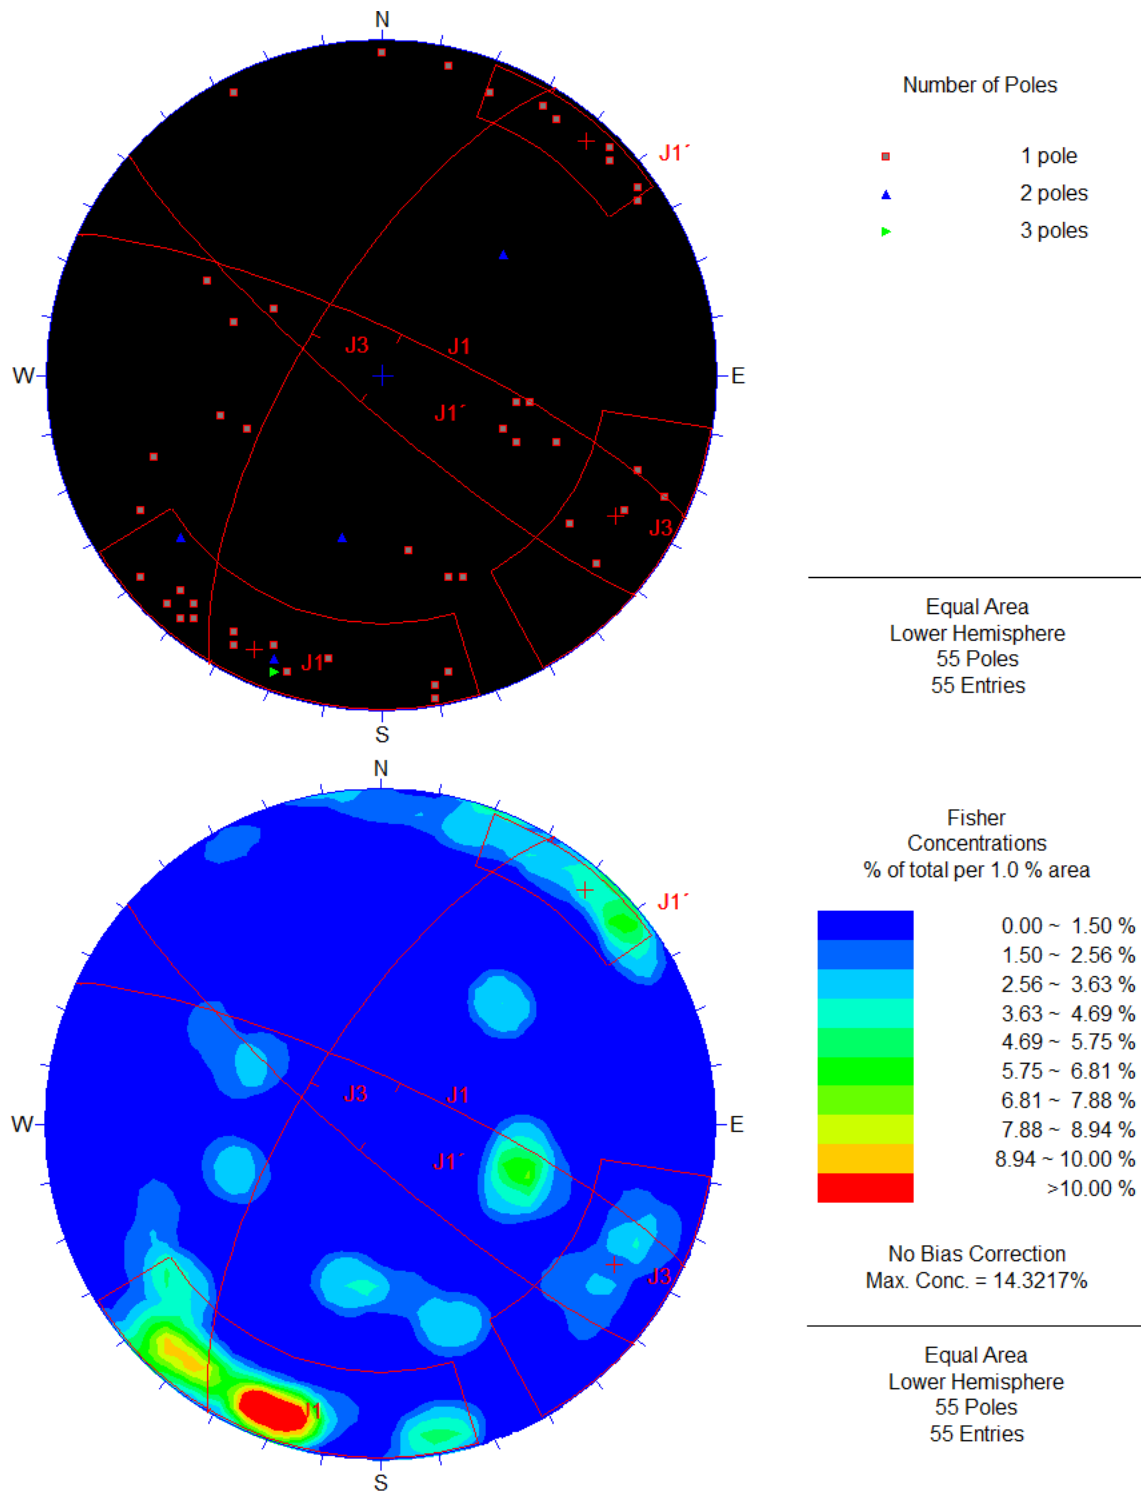 N
Number of Poles
J1´
1 pole
2 poles
3 poles
J3
J1
W
E
J1´
J3
Equal Area
Lower Hemisphere
55 Poles
55 Entries
J1
S
N
Fisher
Concentrations
% of total per 1.0 % area
J1´
0.00 ~ 1.50 %
1.50 ~ 2.56 %
2.56 ~ 3.63 %
3.63 ~ 4.69 %
4.69 ~ 5.75 %
5.75 ~ 6.81 %
6.81 ~ 7.88 %
7.88 ~ 8.94 %
8.94 ~ 10.00 %
>10.00 %
J3
J1
W
E
J1´
No Bias Correction
Max. Conc. = 14.3217%
J3
Equal Area
Lower Hemisphere
55 Poles
55 Entries
J1
S